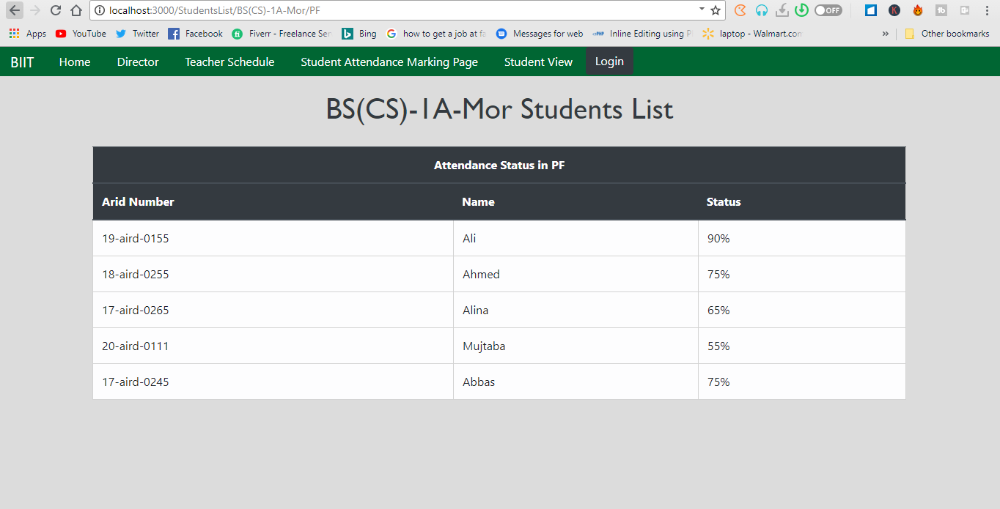 localhost:3000/StudentsList/BS(CS)-1A-Mor/PF
OFF
Apps YouTube Twitter Facebook Fiverr - Freelance Ser Bing how to get a job at fa Messages for web Inline Editing using P laptop - Walmart.com » Other bookmarks
BIIT Home Director Teacher Schedule Student Attendance Marking Page Student View Login
BS(CS)-1A-Mor Students List
Attendance Status in PF
Arid Number Name Status
19-aird-0155 Ali 90%
18-aird-0255 Ahmed 75%
17-aird-0265 Alina 65%
20-aird-0111 Mujtaba 55%
17-aird-0245 Abbas 75%